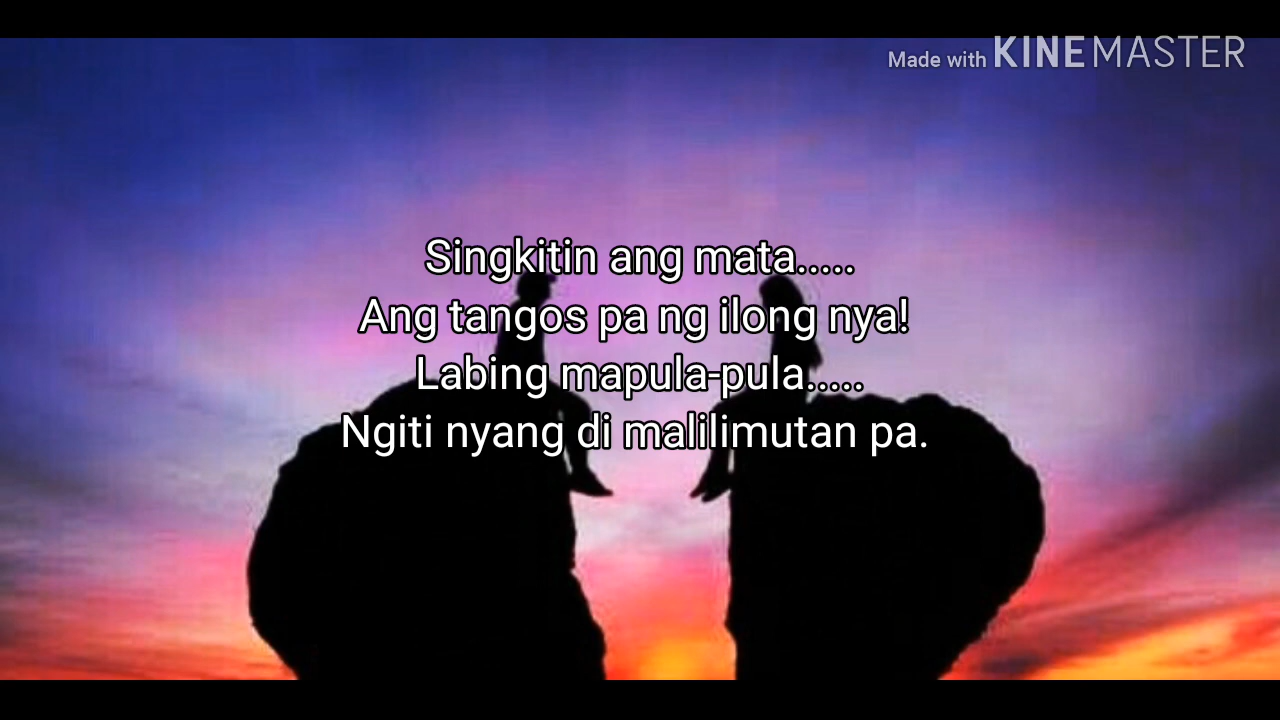 Made with KINEMASTER
Singkitin ang mata.....
Ang tangos pa ng ilong nya!
Labing mapula-pula.....
Ngiti nyang di malilimutan pa.